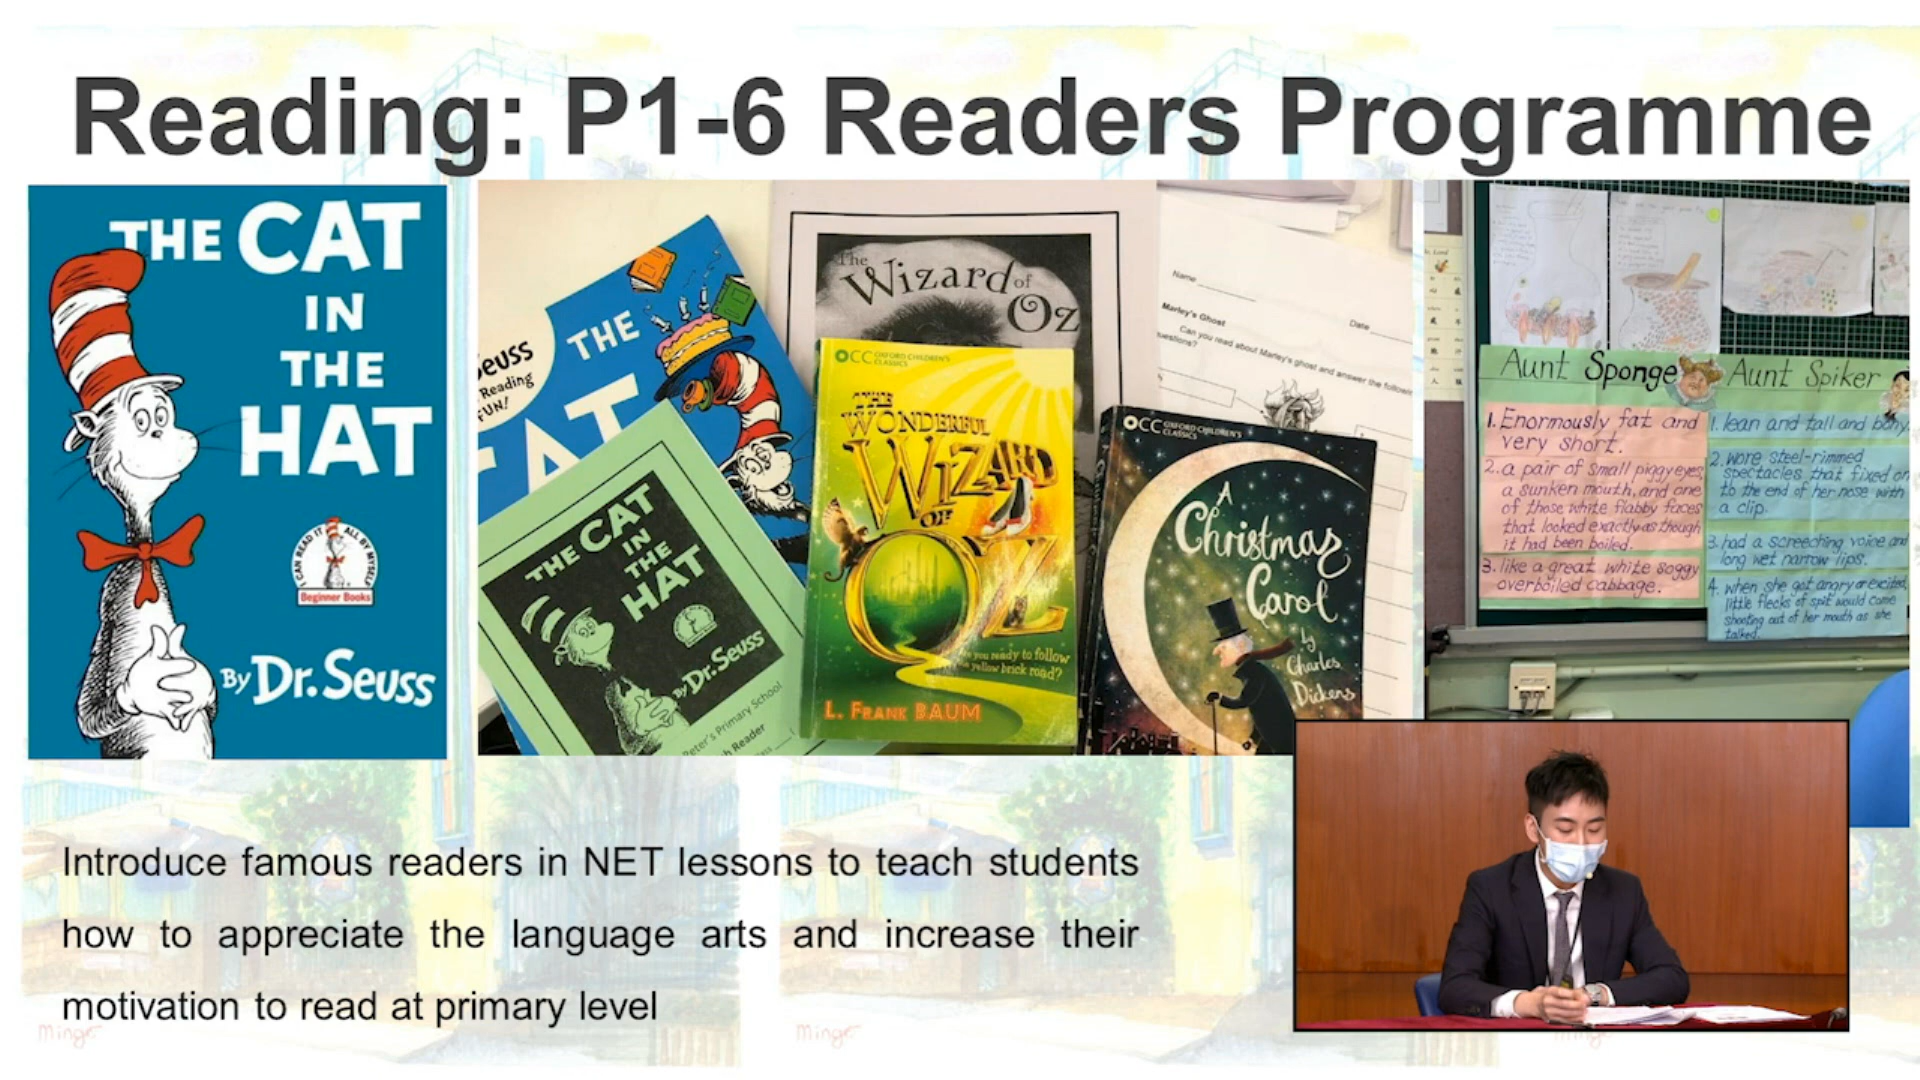 Reading: P1-6 Readers Programme
THE CAT
IN
THE
HAT
I CAN READ IT ALL BY MYSELF
Beginner Books
By Dr. Seuss
Reading
FUN!
THE
THE CAT
IN
THE
HAT
By Dr. Seuss
Primary School
Reader
The
Wizard of
Oz
OCC OXFORD CHILDREN'S
CLASSICS
THE
WONDERFUL
WIZARD
OF
OZ
you ready to follow
yellow brick road?
L. FRANK BAUM
Name
Date
Marley's Ghost
Can you read about Marley's ghost and answer the
OCC OXFORD CHILDREN'S
CLASSICS
A
Christmas
Carol
by
Charles
Dickens
Aunt Sponge
1. Enormously fat and
very short.
2. a pair of small piggy eyes,
a sunken mouth, and one
of those white flabby faces
that looked exactly as though
it had been boiled.
3. like a great white soggy
overboiled cabbage.
Aunt Spiker
1. lean and tall and bony.
2. wore steel-rimmed
spectacles that fixed on
to the end of her nose with
a clip.
3. had a screeching voice and
long wet narrow lips.
4. when she got angry or excited,
little flecks of spit would come
shooting out of her mouth as she
talked.
Introduce famous readers in NET lessons to teach students
how to appreciate the language arts and increase their
motivation to read at primary level
Minge
Minge